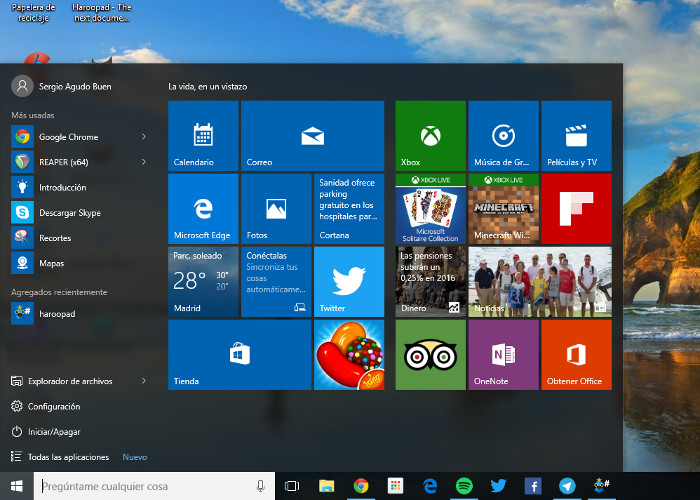 Papelera de
reciclaje
Haroopad - The
next docume...
Sergio Agudo Buen
La vida, en un vistazo
Más usadas
Google Chrome
REAPER (x64)
Introducción
Descargar Skype
Recortes
Mapas
Agregados recientemente
haroopad
Explorador de archivos
Configuración
Iniciar/Apagar
Todas las aplicaciones
Nuevo
Calendario
Correo
Xbox
Música de Gr...
Películas y TV
Microsoft Edge
Fotos
Sanidad ofrece
parking
gratuito en los
hospitales par...
Cortana
XBOX LIVE
Microsoft
Solitaire Collection
XBOX LIVE
MINECRAFT
Minecraft: Wi...
Parc. soleado
28°
30°
20°
Madrid
Conéctalas
Sincroniza tus
cosas
automáticame...
Twitter
Las pensiones
subirán un
0,25% en 2016
Dinero
Noticias
Tienda
King
OneNote
Obtener Office
Pregúntame cualquier cosa